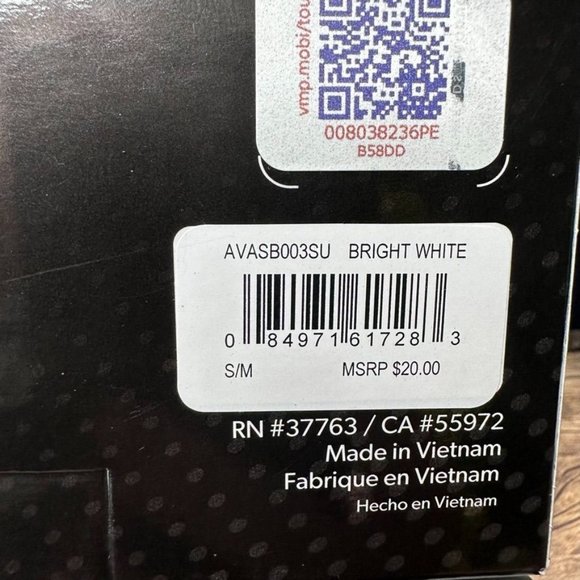 vmp.mobi/tou
008038236PE
B58DD
AVASB003SU BRIGHT WHITE
0 84971 61728 3
S/M MSRP $20.00
RN #37763 / CA #55972
Made in Vietnam
Fabrique en Vietnam
Hecho en Vietnam